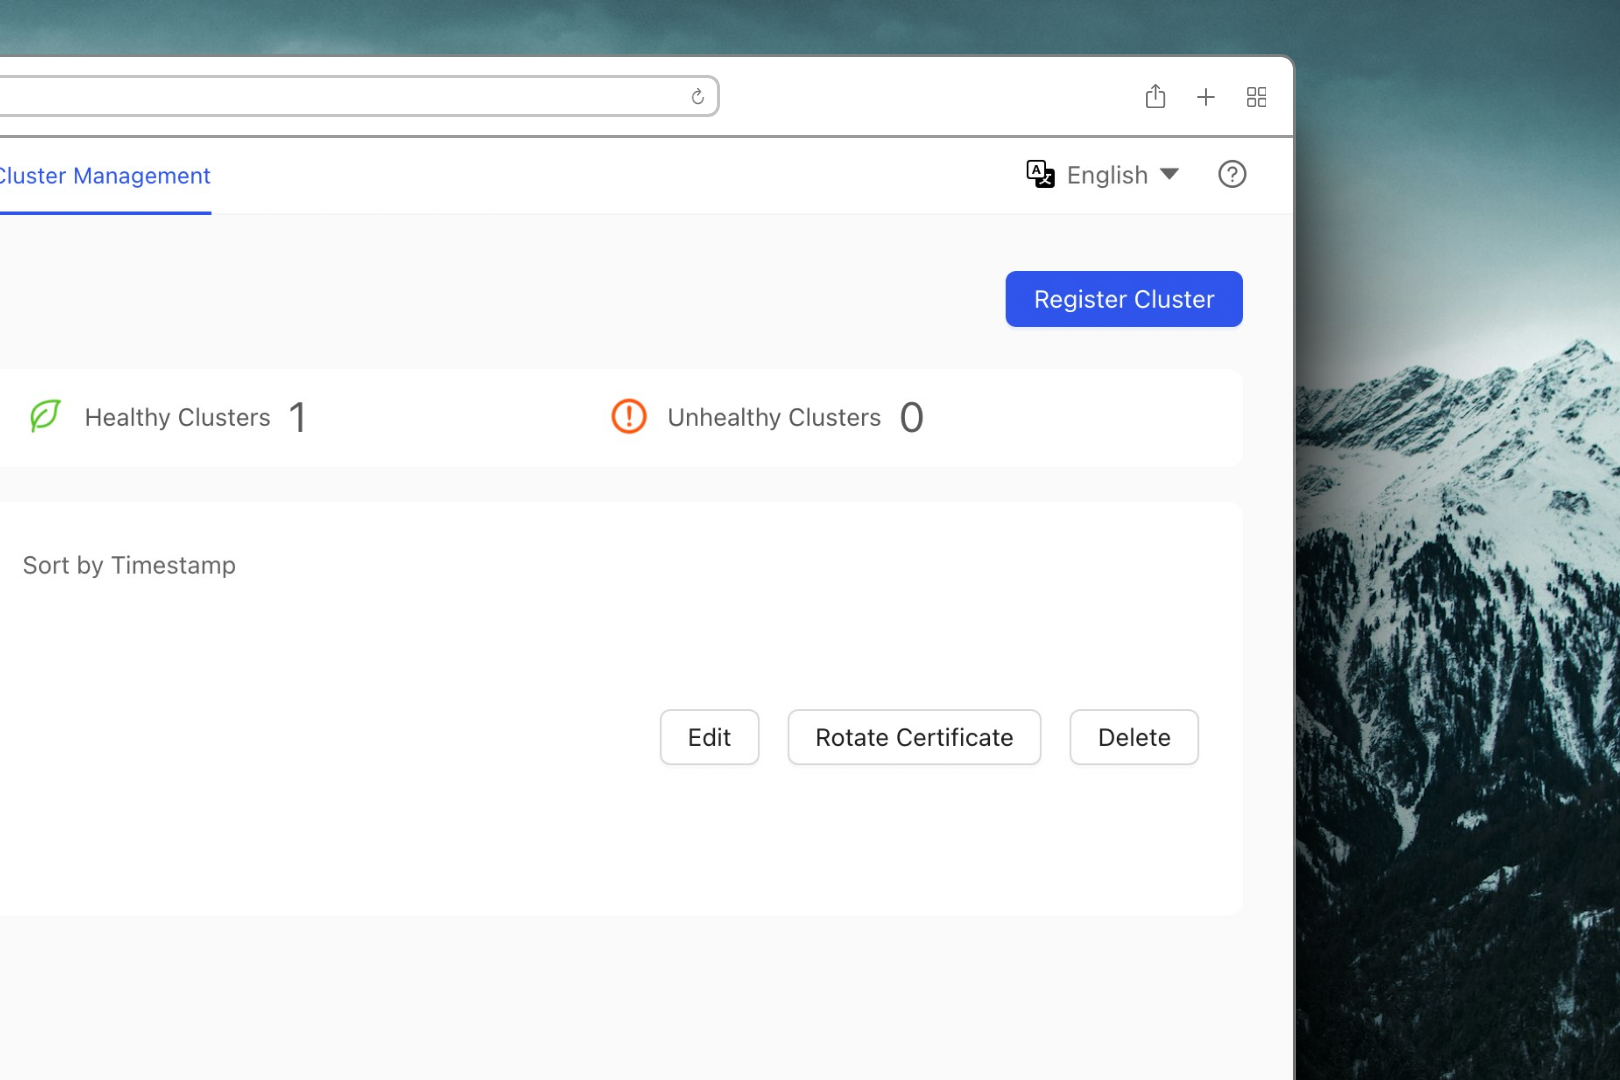 Cluster Management
English
Register Cluster
Healthy Clusters 1
Unhealthy Clusters 0
Sort by Timestamp
Edit
Rotate Certificate
Delete